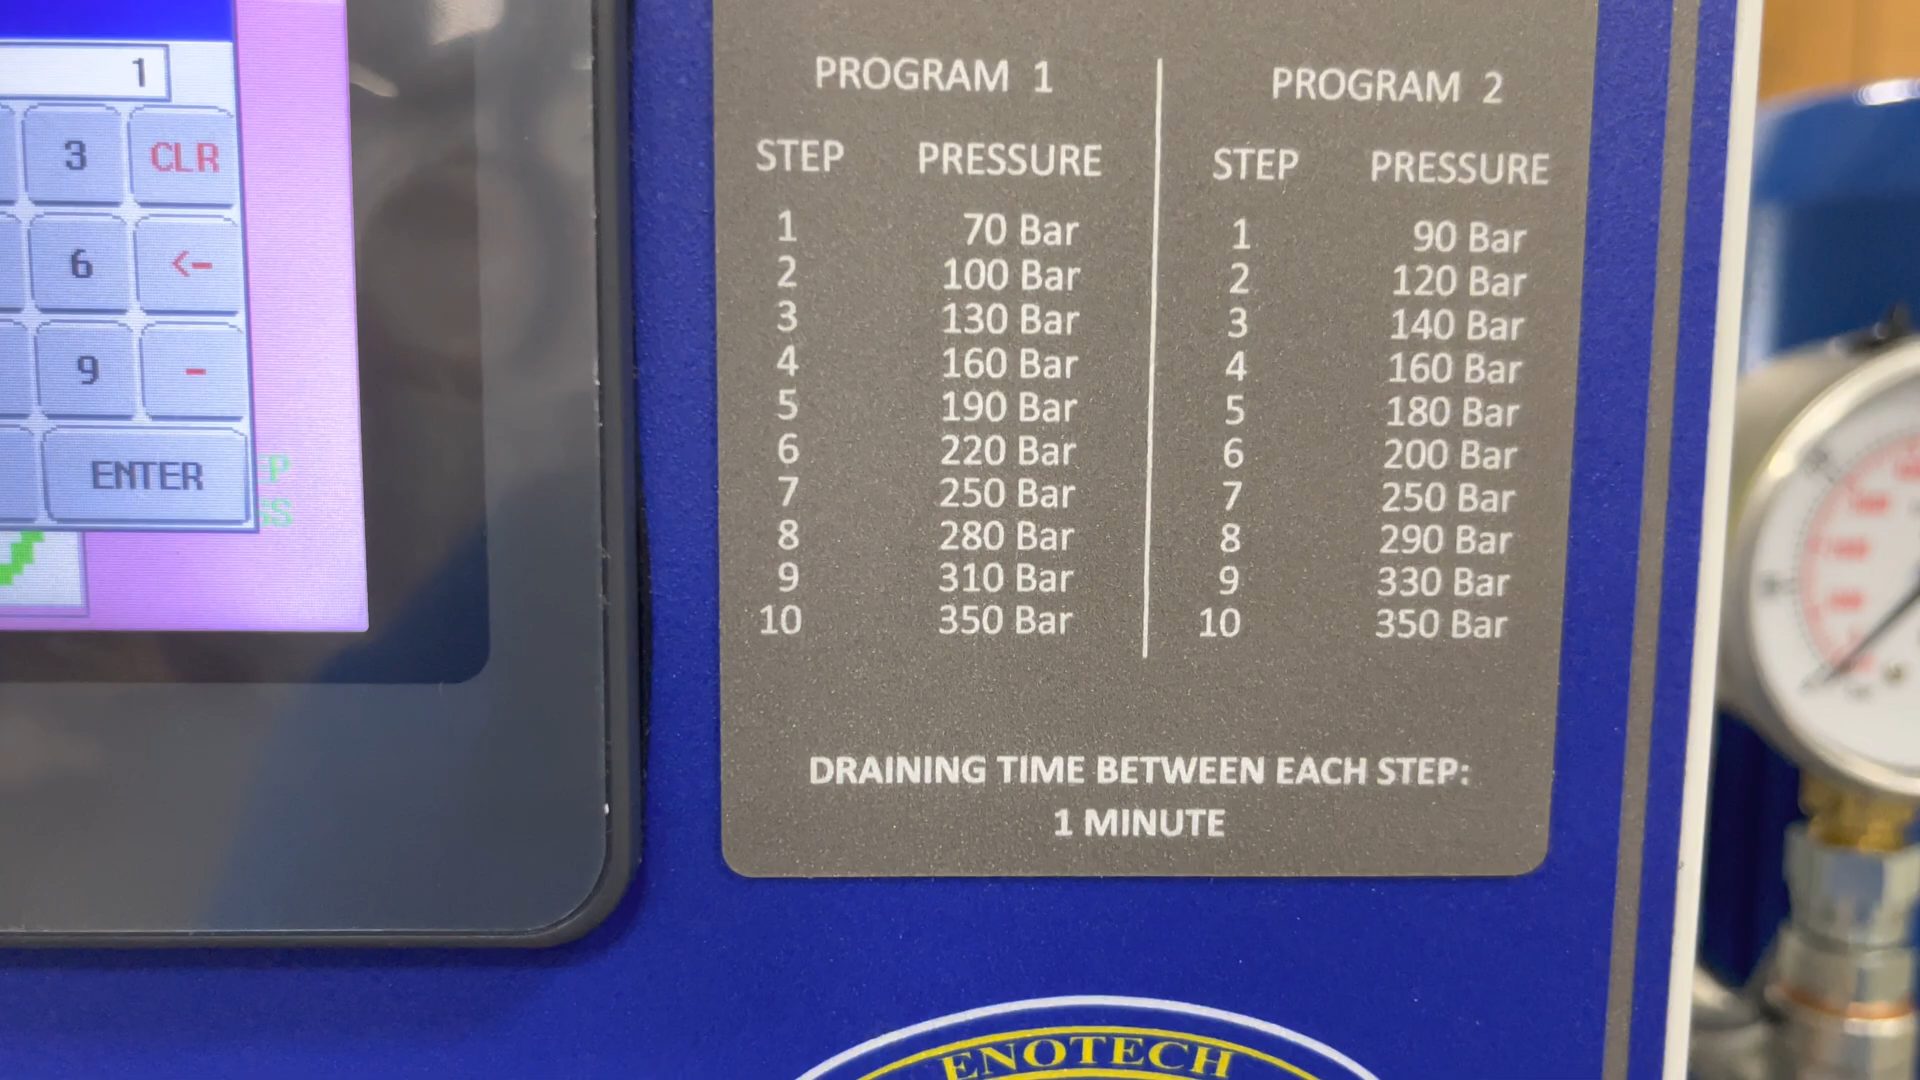 1
3 CLR
6 <-
9 -
ENTER
PROGRAM 1
STEP PRESSURE
1 70 Bar
2 100 Bar
3 130 Bar
4 160 Bar
5 190 Bar
6 220 Bar
7 250 Bar
8 280 Bar
9 310 Bar
10 350 Bar
PROGRAM 2
STEP PRESSURE
1 90 Bar
2 120 Bar
3 140 Bar
4 160 Bar
5 180 Bar
6 200 Bar
7 250 Bar
8 290 Bar
9 330 Bar
10 350 Bar
DRAINING TIME BETWEEN EACH STEP:
1 MINUTE
ENOTECH